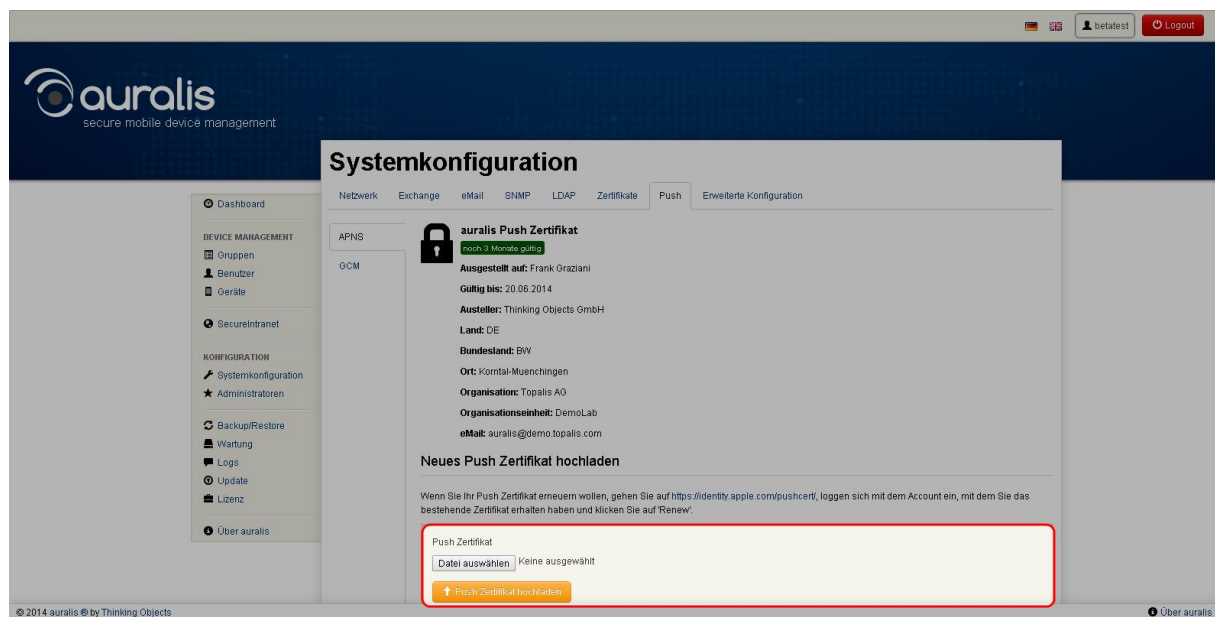 betatest
Logout
auralis
secure mobile device management
Systemkonfiguration
Netzwerk Exchange eMail SNMP LDAP Zertifikate Push Erweiterte Konfiguration
Dashboard
DEVICE MANAGEMENT
Gruppen
Benutzer
Geräte
SecureIntranet
KONFIGURATION
Systemkonfiguration
Administratoren
Backup/Restore
Wartung
Logs
Update
Lizenz
Über auralis
APNS
GCM
auralis Push Zertifikat
noch 3 Monate gültig
Ausgestellt auf: Frank Graziani
Gültig bis: 20.06.2014
Austeller: Thinking Objects GmbH
Land: DE
Bundesland: BW
Ort: Korntal-Muenchingen
Organisation: Topalis AG
Organisationseinheit: DemoLab
eMail: auralis@demo.topalis.com
Neues Push Zertifikat hochladen
Wenn Sie Ihr Push Zertifikat erneuern wollen, gehen Sie auf https://identity.apple.com/pushcert/, loggen sich mit dem Account ein, mit dem Sie das
bestehende Zertifikat erhalten haben und klicken Sie auf 'Renew'.
Push Zertifikat
Datei auswählen Keine ausgewählt
Push Zertifikat hochladen
© 2014 auralis ® by Thinking Objects
Über auralis